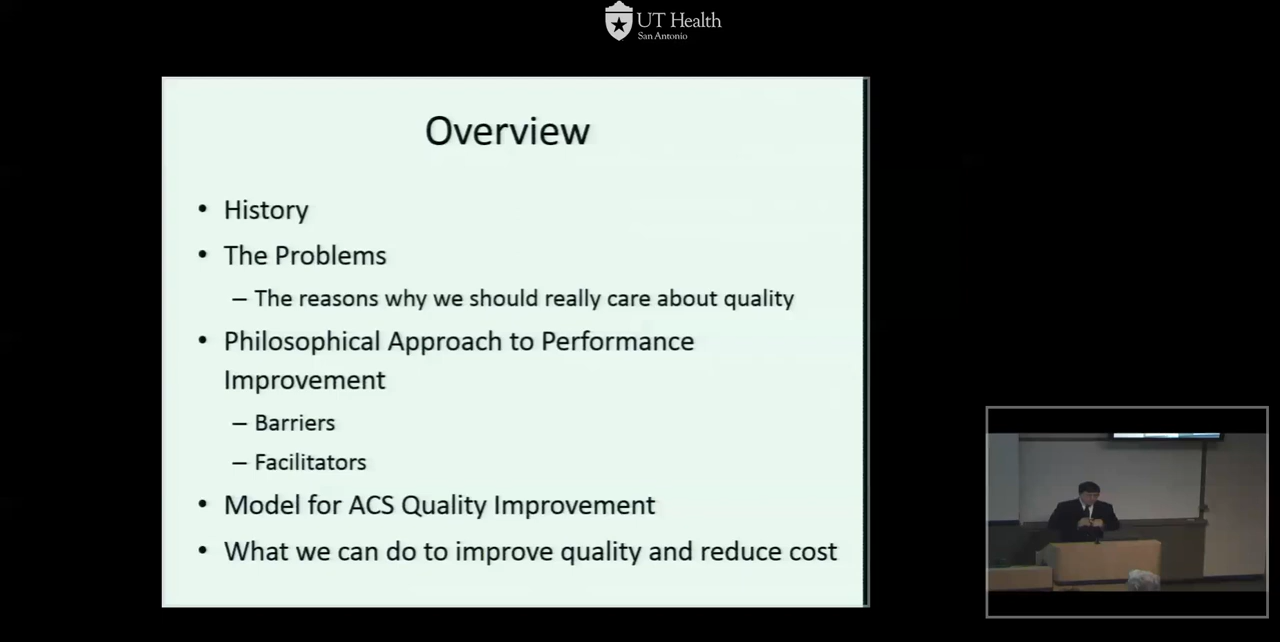 UT Health
San Antonio
Overview
• History
• The Problems
– The reasons why we should really care about quality
• Philosophical Approach to Performance
Improvement
– Barriers
– Facilitators
• Model for ACS Quality Improvement
• What we can do to improve quality and reduce cost